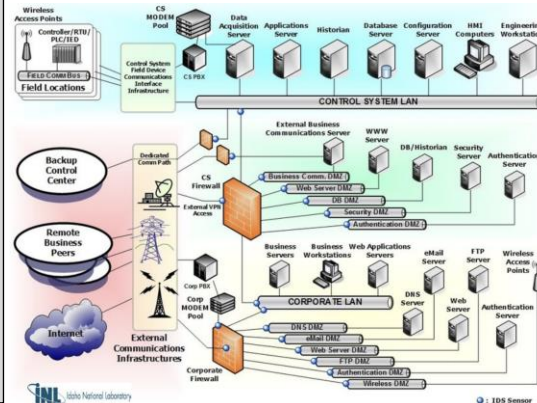 Wireless
Access Points
Controller/RTU/
PLC/IED
FIELD COMM BUS
Field Locations
Control System
Field Device
Communications
Interface
Infrastructure
CS
MODEM
Pool
CS PBX
Data
Acquisition
Server
Applications
Server
Historian
Database
Server
Configuration
Server
HMI
Computers
Engineering
Workstation
CONTROL SYSTEM LAN
Backup
Control
Center
Remote
Business
Peers
Internet
Dedicated
Comm Path
External
Communications
Infrastructures
CS
Firewall
External VPN
Access
External Business
Communications Server
WWW
Server
DB/Historian
Security
Server
Authentication
Server
Business Comm. DMZ
Web Server DMZ
DB DMZ
Security DMZ
Authentication DMZ
Corp PBX
Corp
MODEM
Pool
Corporate
Firewall
Business
Servers
Business
Workstations
Web Applications
Servers
CORPORATE LAN
DNS
Server
eMail
Server
Web
Server
FTP
Server
Authentication
Server
Wireless
Access
Points
DNS DMZ
eMail DMZ
Web Server DMZ
FTP DMZ
Authentication DMZ
Wireless DMZ
INL Idaho National Laboratory
: IDS Sensor